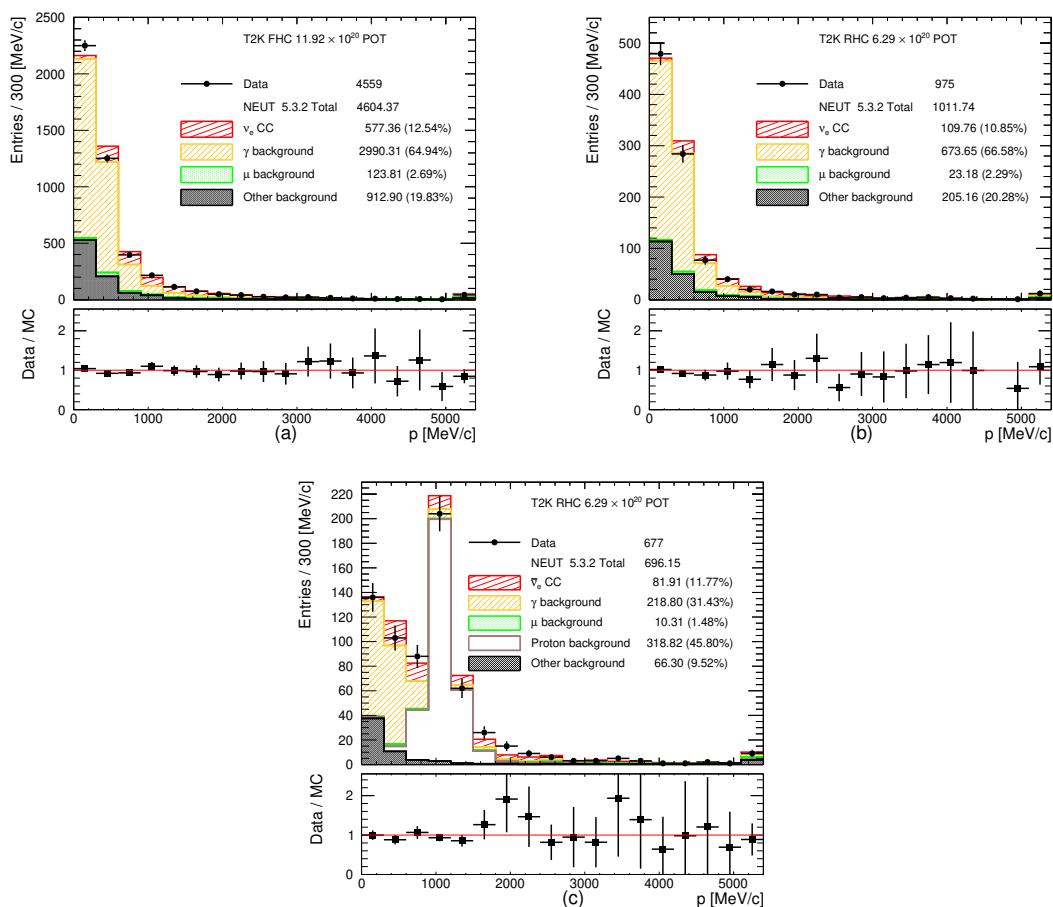 T2K FHC 11.92 × 10²⁰ POT
Data 4559
NEUT 5.3.2 Total 4604.37
νₑ CC 577.36 (12.54%)
γ background 2990.31 (64.94%)
μ background 123.81 (2.69%)
Other background 912.90 (19.83%)
Entries / 300 [MeV/c]
2500
2000
1500
1000
500
0
Data / MC
2
1
0
0 1000 2000 3000 4000 5000
p [MeV/c]
(a)
T2K RHC 6.29 × 10²⁰ POT
Data 975
NEUT 5.3.2 Total 1011.74
νₑ CC 109.76 (10.85%)
γ background 673.65 (66.58%)
μ background 23.18 (2.29%)
Other background 205.16 (20.28%)
Entries / 300 [MeV/c]
500
400
300
200
100
0
Data / MC
2
1
0
0 1000 2000 3000 4000 5000
p [MeV/c]
(b)
T2K RHC 6.29 × 10²⁰ POT
Data 677
NEUT 5.3.2 Total 696.15
ν̄ₑ CC 81.91 (11.77%)
γ background 218.80 (31.43%)
μ background 10.31 (1.48%)
Proton background 318.82 (45.80%)
Other background 66.30 (9.52%)
Entries / 300 [MeV/c]
220
200
180
160
140
120
100
80
60
40
20
0
Data / MC
2
1
0
0 1000 2000 3000 4000 5000
p [MeV/c]
(c)